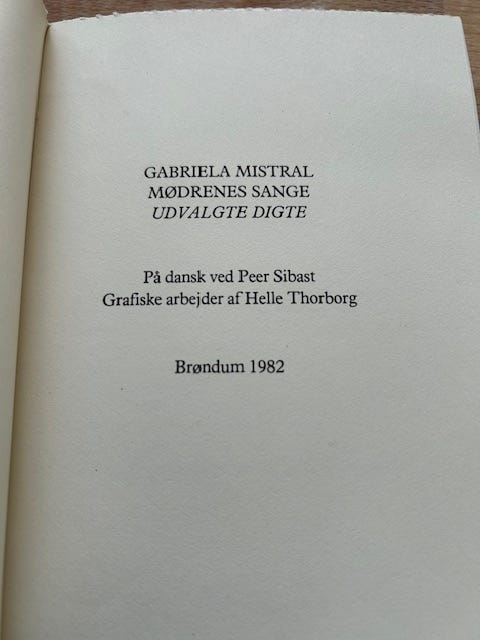 GABRIELA MISTRAL
MØDRENES SANGE
UDVALGTE DIGTE
På dansk ved Peer Sibast
Grafiske arbejder af Helle Thorborg
Brøndum 1982